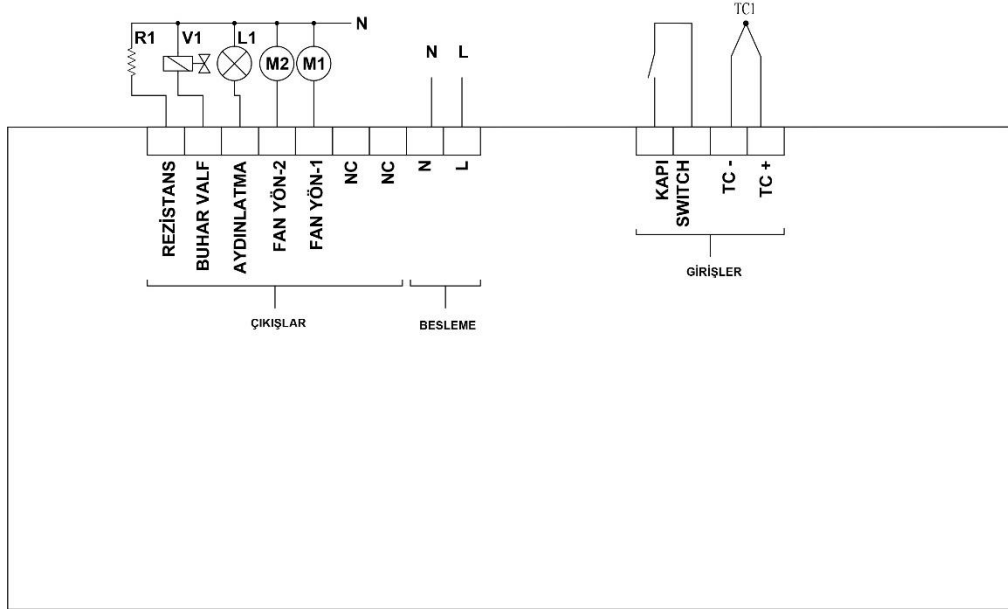 TC1
N
R1 V1 L1
M2 M1
N L
REZİSTANS
BUHAR VALF
AYDINLATMA
FAN YÖN-2
FAN YÖN-1
NC
NC
N
L
KAPI
SWITCH
TC -
TC +
GİRİŞLER
ÇIKIŞLAR
BESLEME